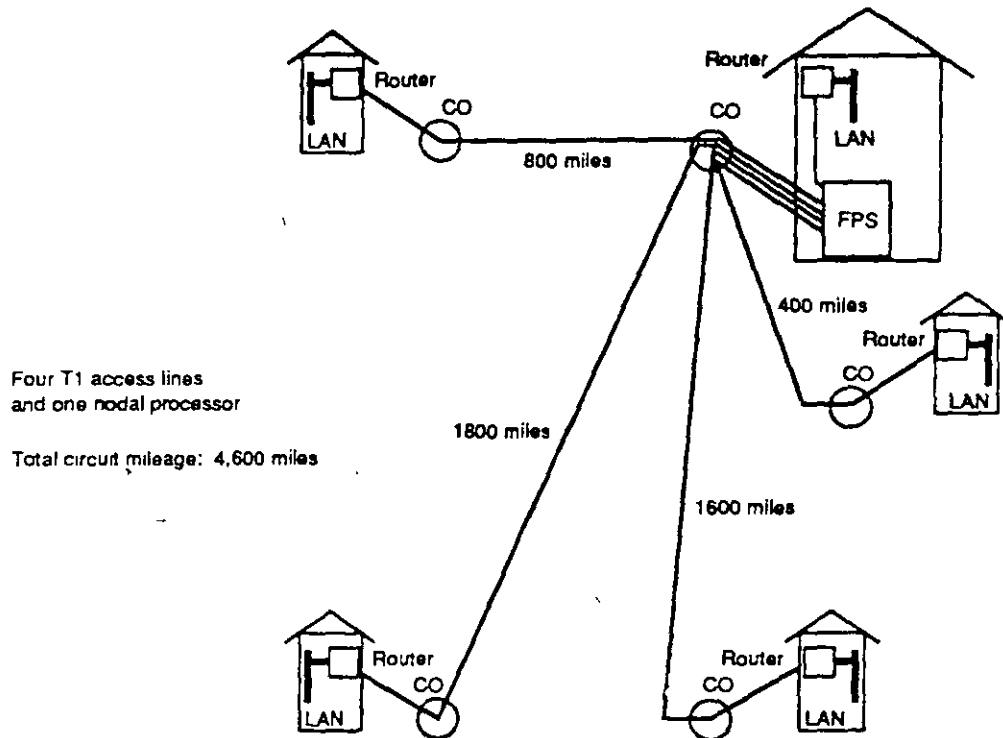 Router
Router
CO
CO
LAN
LAN
800 miles
FPS
400 miles
Router
Four T1 access lines
and one nodal processor
CO
LAN
1800 miles
Total circuit mileage: 4,600 miles
1600 miles
Router
Router
CO
CO
LAN
LAN